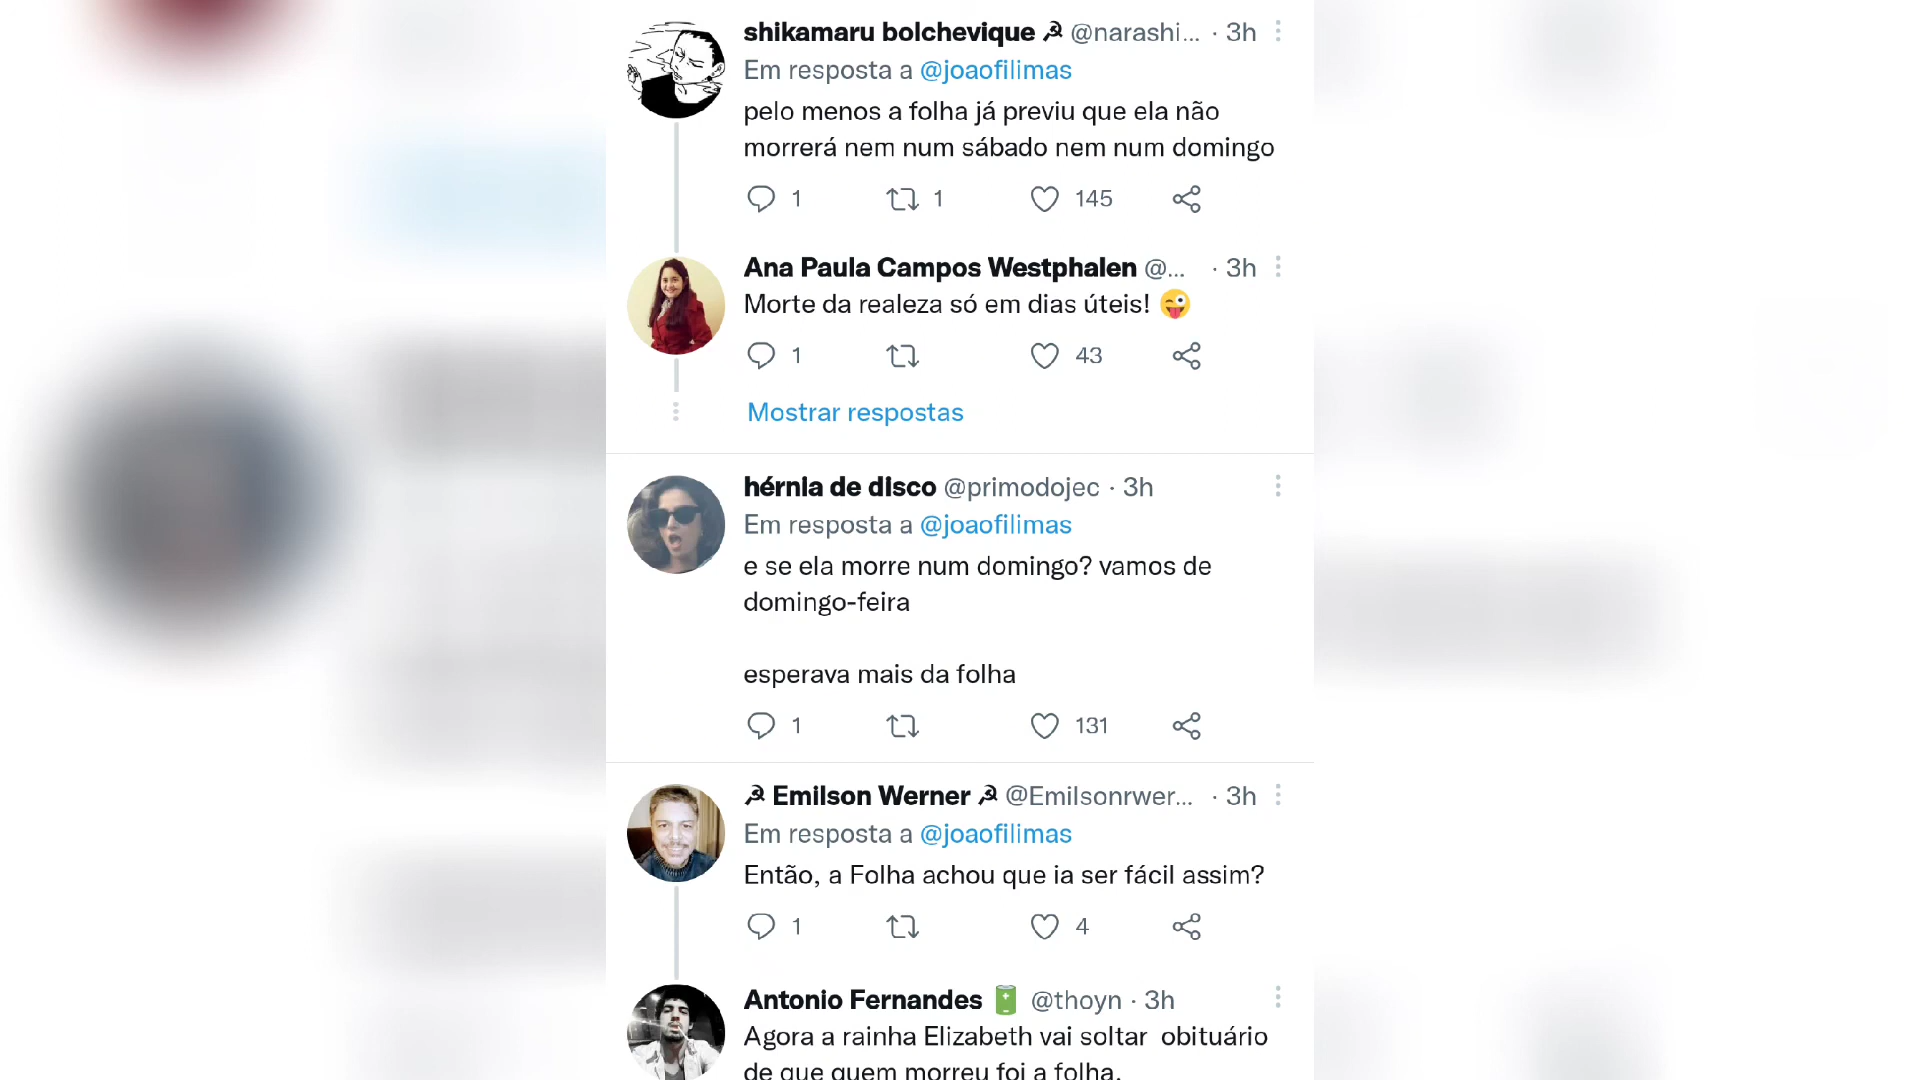 shikamaru bolchevique ☭ @narashi... · 3h
Em resposta a @joaofilimas
pelo menos a folha já previu que ela não
morrerá nem num sábado nem num domingo
1 1 145
Ana Paula Campos Westphalen @... · 3h
Morte da realeza só em dias úteis! 😜
1 43
Mostrar respostas
hérnia de disco @primodojec · 3h
Em resposta a @joaofilimas
e se ela morre num domingo? vamos de
domingo-feira
esperava mais da folha
1 131
☭ Emilson Werner ☭ @Emilsonrwer... · 3h
Em resposta a @joaofilimas
Então, a Folha achou que ia ser fácil assim?
1 4
Antonio Fernandes 🔋 @thoyn · 3h
Agora a rainha Elizabeth vai soltar obituário
de que quem morreu foi a folha.